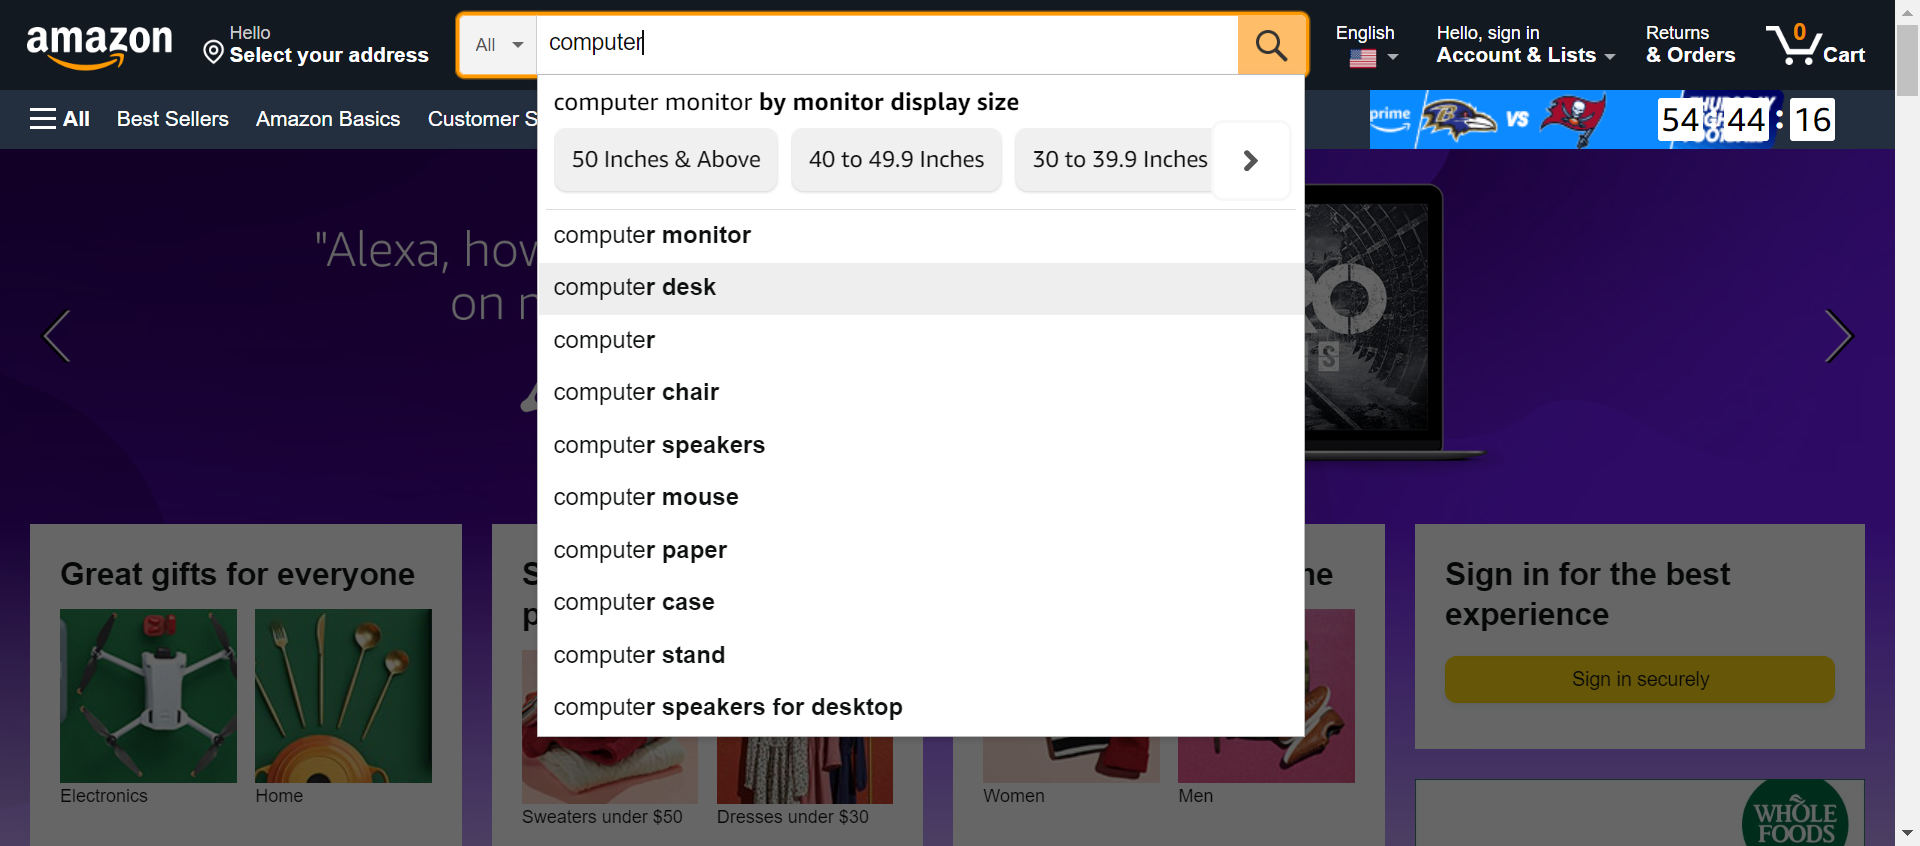 amazon
Hello
Select your address
All
computer
English
Hello, sign in
Account & Lists
Returns
& Orders
0
Cart
All
Best Sellers
Amazon Basics
Customer S
prime
VS
54 44 : 16
computer monitor by monitor display size
50 Inches & Above
40 to 49.9 Inches
30 to 39.9 Inches
"Alexa, how
on
computer monitor
computer desk
computer
computer chair
computer speakers
computer mouse
computer paper
computer case
computer stand
computer speakers for desktop
Great gifts for everyone
Electronics
Home
Sweaters under $50
Dresses under $30
Women
Men
Sign in for the best
experience
Sign in securely
WHOLE
FOODS